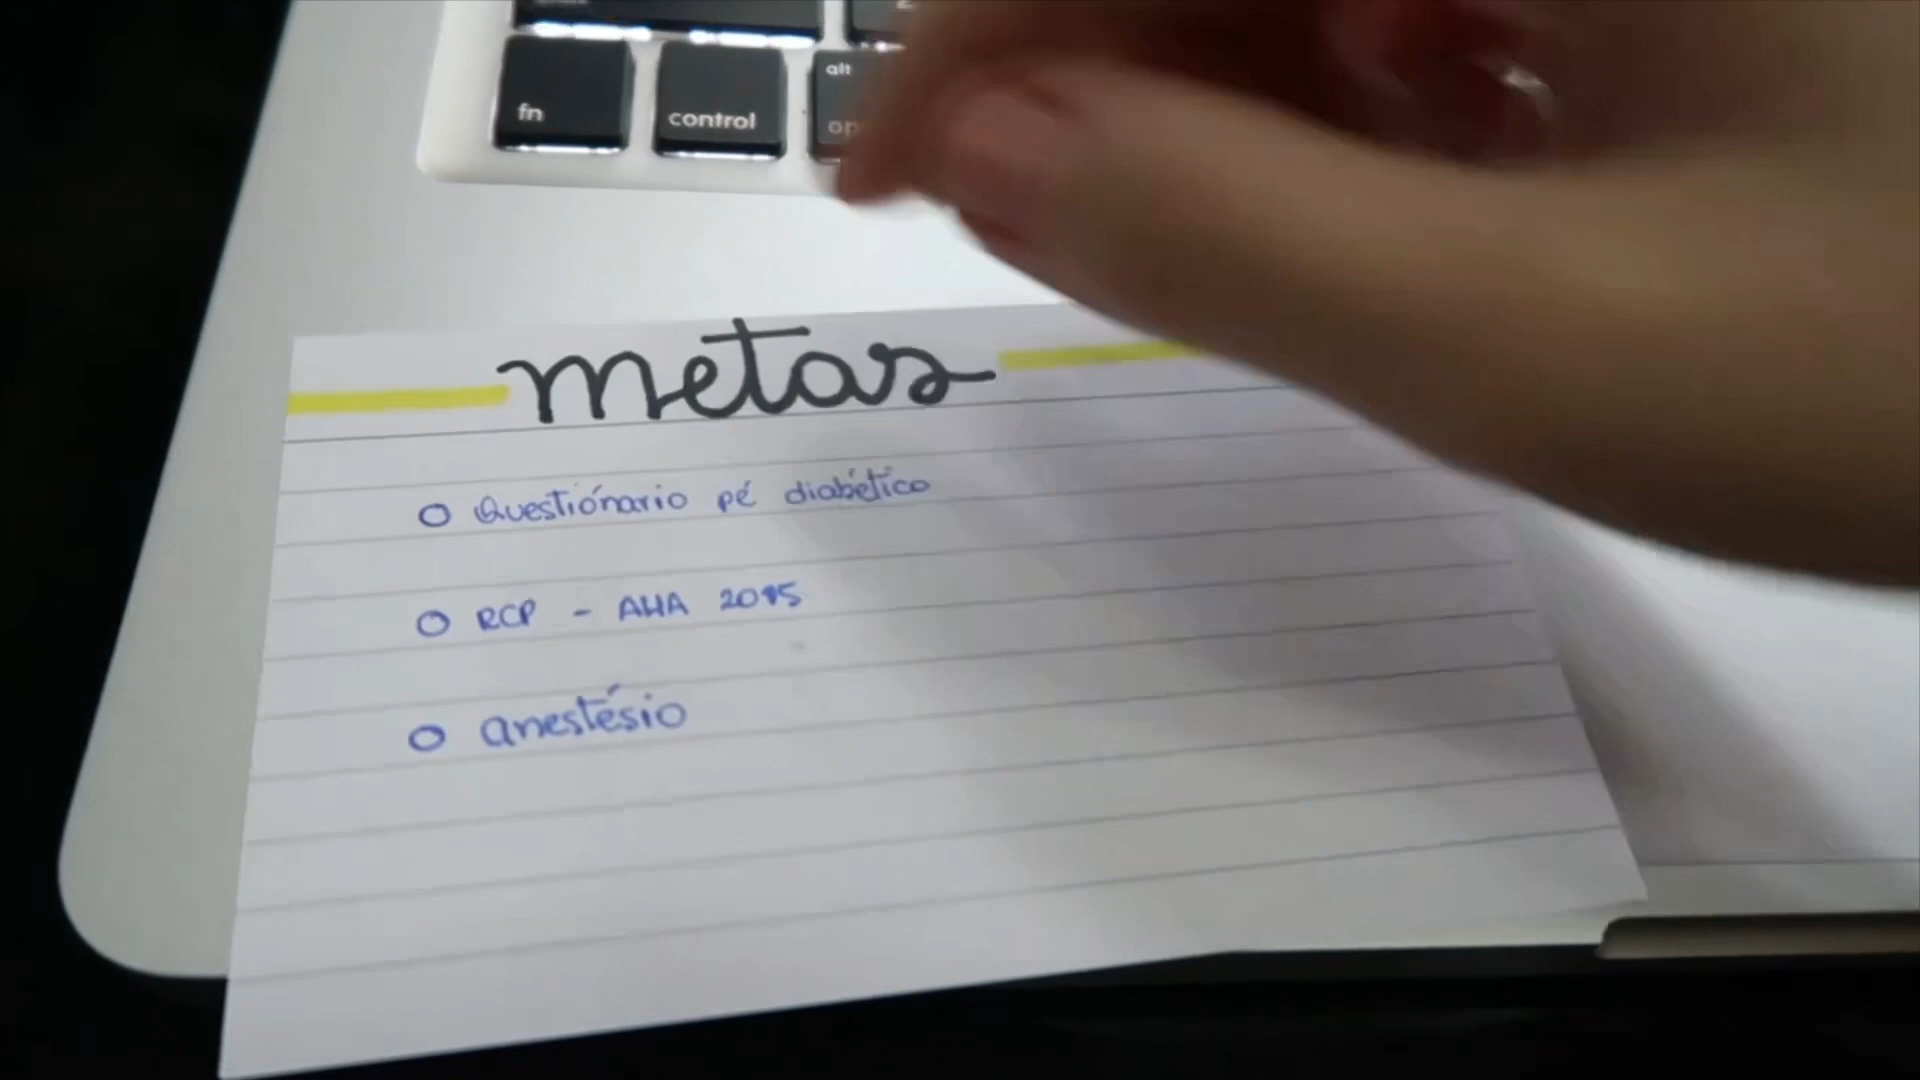 fn
control
alt
metas
Questiónario pé diabético
RCP - AHA 2015
anestésio